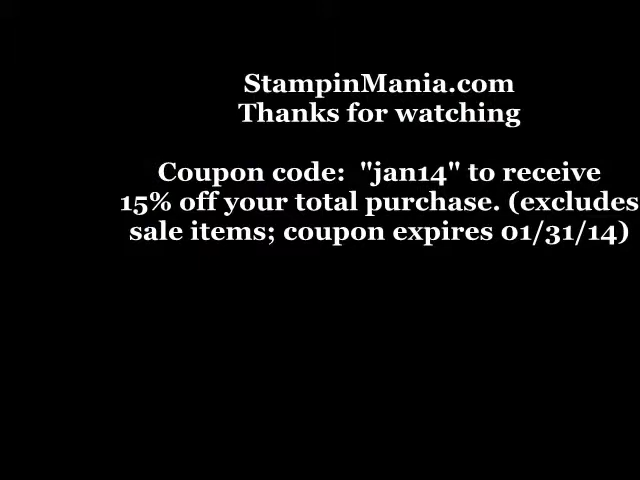 StampinMania.com
Thanks for watching
Coupon code:  "jan14" to receive
15% off your total purchase. (excludes
sale items; coupon expires 01/31/14)